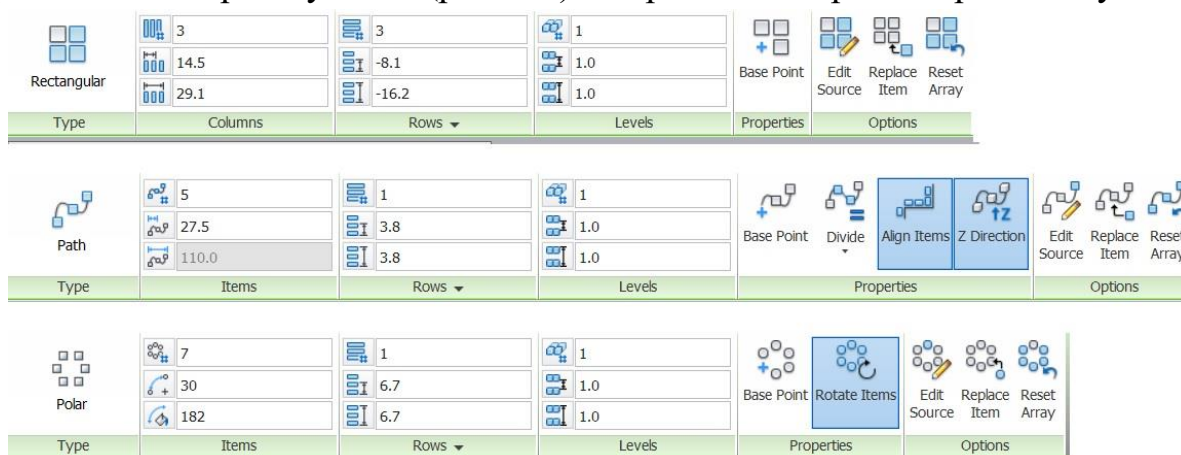 Rectangular
3
14.5
29.1
3
-8.1
-16.2
1
1.0
1.0
Base Point
Edit Source
Replace Item
Reset Array
Type Columns Rows Levels Properties Options
Path
5
27.5
110.0
1
3.8
3.8
1
1.0
1.0
Base Point
Divide
Align Items
Z Direction
Edit Source
Replace Item
Reset Array
Type Items Rows Levels Properties Options
Polar
7
30
182
1
6.7
6.7
1
1.0
1.0
Base Point
Rotate Items
Edit Source
Replace Item
Reset Array
Type Items Rows Levels Properties Options